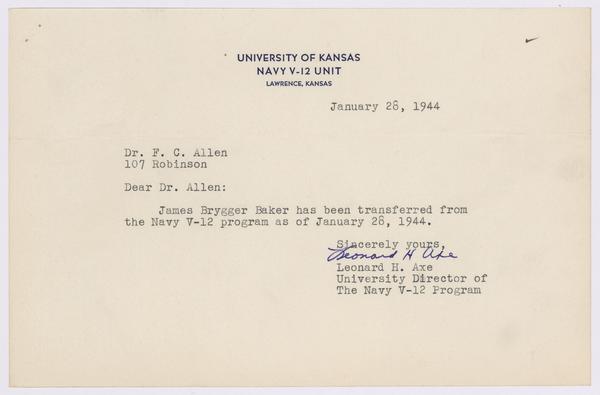 UNIVERSITY OF KANSAS
NAVY V-12 UNIT
LAWRENCE, KANSAS
January 28, 1944
Dr. F. C. Allen
107 Robinson
Dear Dr. Allen:
James Brygger Baker has been transferred from
the Navy V-12 program as of January 28, 1944.
Sincerely yours,
Leonard H Axe
Leonard H. Axe
University Director of
The Navy V-12 Program